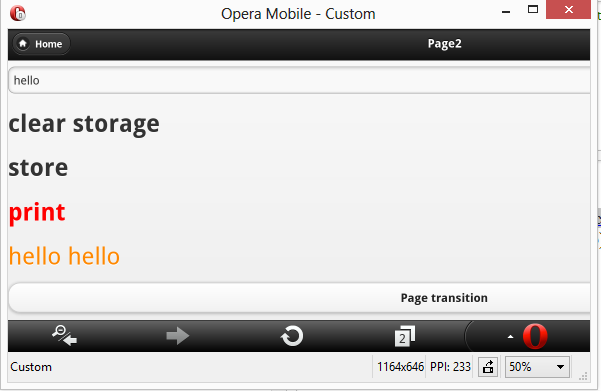 Opera Mobile - Custom
Home
Page2
hello
clear storage
store
print
hello hello
Page transition
2
Custom
1164x646
PPI: 233
50%